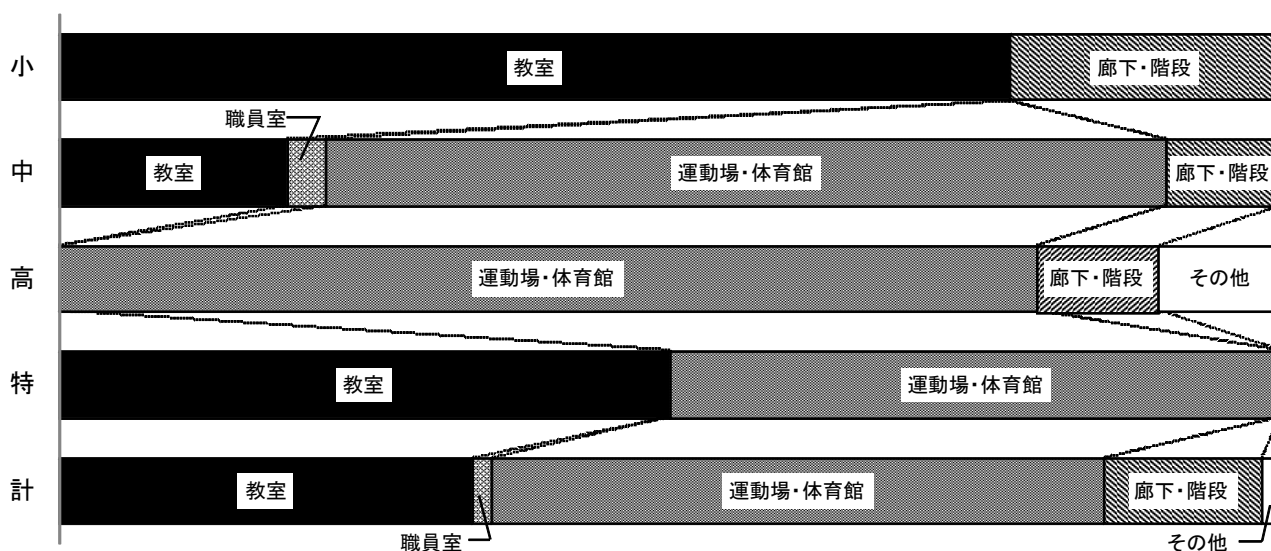 小 教室 廊下・階段
職員室
中 教室 運動場・体育館 廊下・階段
高 運動場・体育館 廊下・階段 その他
特 教室 運動場・体育館
計 教室 運動場・体育館 廊下・階段
職員室 その他